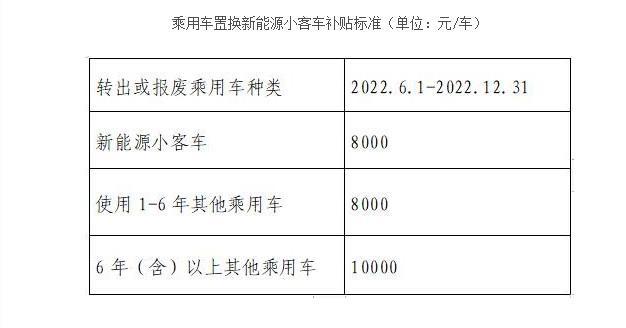 乘用车置换新能源小客车补贴标准（单位：元/车）
转出或报废乘用车种类 2022.6.1-2022.12.31
新能源小客车 8000
使用 1-6 年其他乘用车 8000
6 年（含）以上其他乘用车 10000